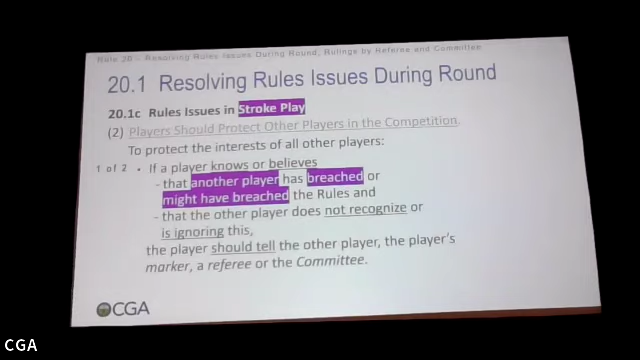 Rule 20 - Resolving Rules Issues During Round; Rulings by Referee and Committee
20.1 Resolving Rules Issues During Round
20.1c Rules Issues in Stroke Play
(2) Players Should Protect Other Players in the Competition.
To protect the interests of all other players:
1 of 2 • If a player knows or believes
- that another player has breached or
might have breached the Rules and
- that the other player does not recognize or
is ignoring this,
the player should tell the other player, the player's
marker, a referee or the Committee.
CGA
CGA